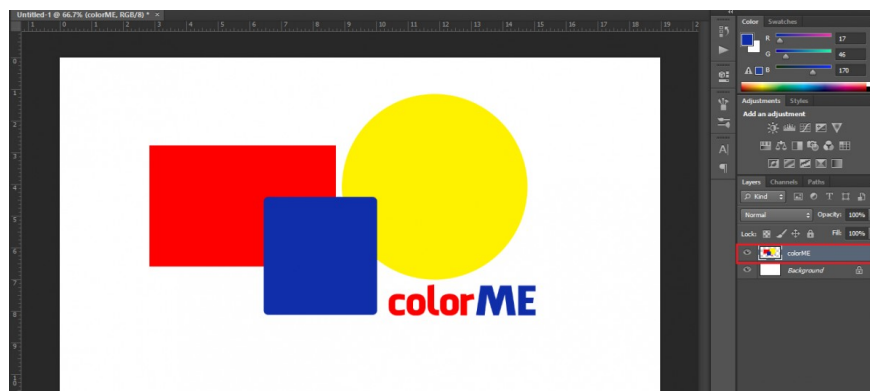 Untitled-1 @ 66.7% (colorME, RGB/8) * ×
Color Swatches
R 17
G 46
B 170
Adjustments Styles
Add an adjustment
Layers Channels Paths
Kind
Normal Opacity: 100%
Lock: Fill: 100%
colorME
Background
colorME